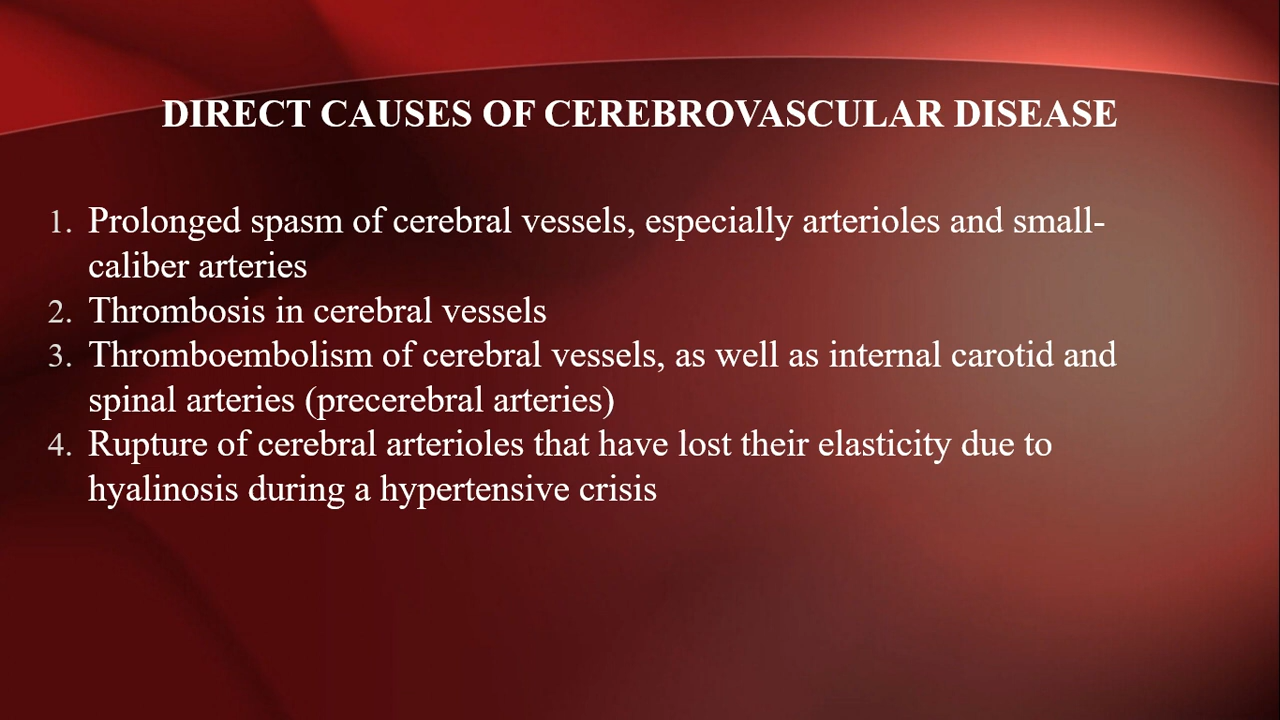 DIRECT CAUSES OF CEREBROVASCULAR DISEASE
1. Prolonged spasm of cerebral vessels, especially arterioles and small-
caliber arteries
2. Thrombosis in cerebral vessels
3. Thromboembolism of cerebral vessels, as well as internal carotid and
spinal arteries (precerebral arteries)
4. Rupture of cerebral arterioles that have lost their elasticity due to
hyalinosis during a hypertensive crisis